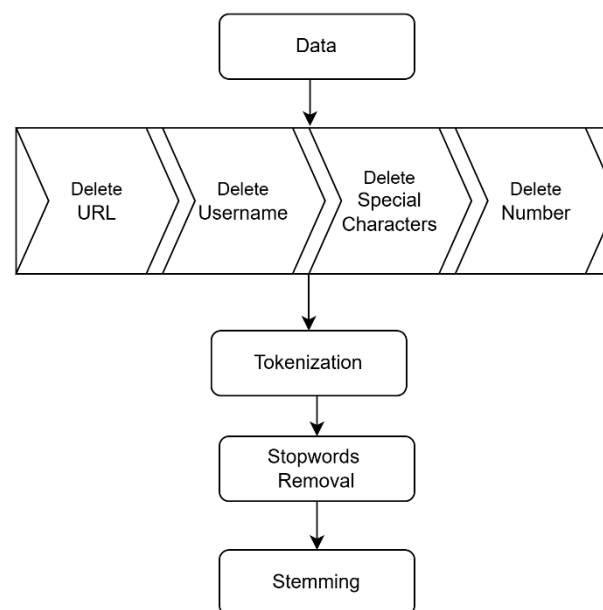 Data
Delete
URL
Delete
Username
Delete
Special
Characters
Delete
Number
Tokenization
Stopwords
Removal
Stemming